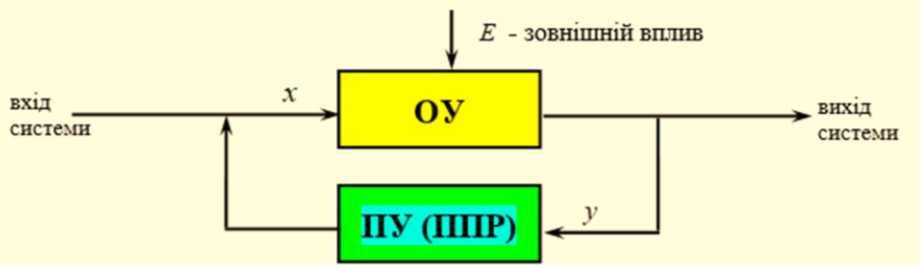 E - зовнішній вплив
вхід
системи
x
ОУ
вихід
системи
ПУ (ППР)
y